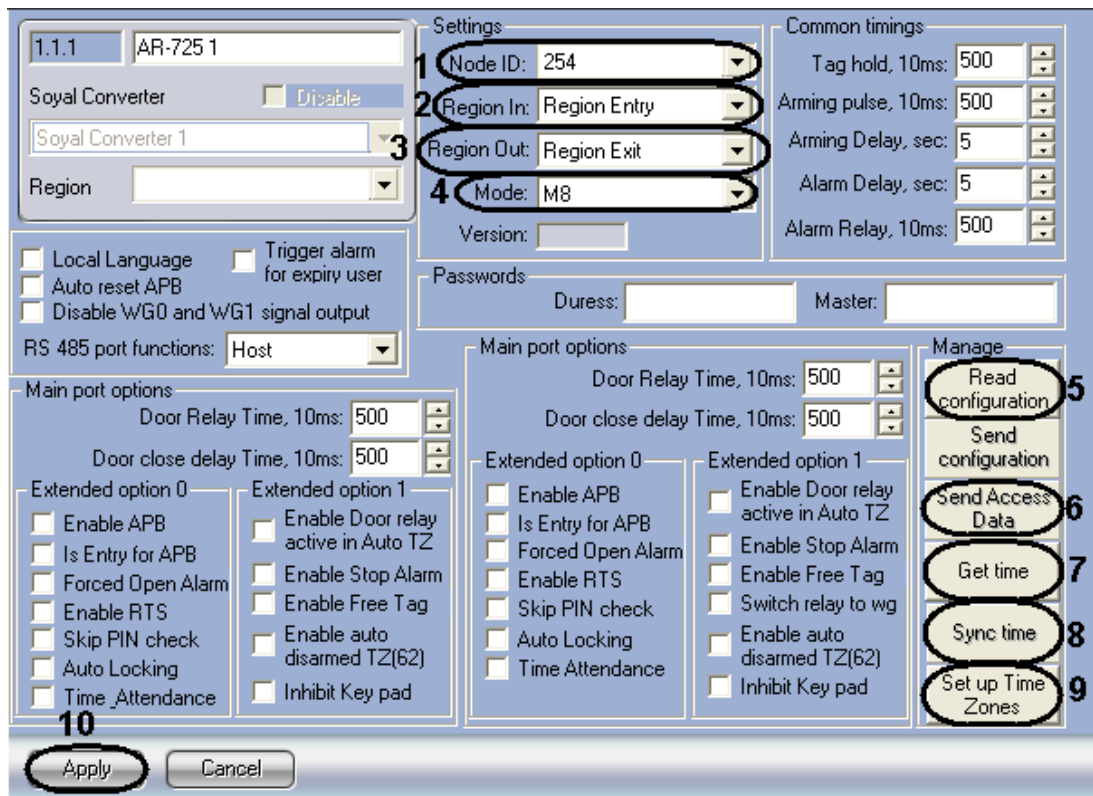 1.1.1
AR-725 1
Soyal Converter
Disable
Soyal Converter 1
Region
Settings
1
Node ID:
254
2
Region In:
Region Entry
3
Region Out:
Region Exit
4
Mode:
M8
Version:
Common timings
Tag hold, 10ms:
500
Arming pulse, 10ms:
500
Arming Delay, sec:
5
Alarm Delay, sec:
5
Alarm Relay, 10ms:
500
Local Language
Trigger alarm
for expiry user
Auto reset APB
Disable WG0 and WG1 signal output
RS 485 port functions:
Host
Passwords
Duress:
Master:
Main port options
Door Relay Time, 10ms:
500
Door close delay Time, 10ms:
500
Extended option 0
Enable APB
Is Entry for APB
Forced Open Alarm
Enable RTS
Skip PIN check
Auto Locking
Time_Attendance
Extended option 1
Enable Door relay
active in Auto TZ
Enable Stop Alarm
Enable Free Tag
Enable auto
disarmed TZ(62)
Inhibit Key pad
Main port options
Door Relay Time, 10ms:
500
Door close delay Time, 10ms:
500
Extended option 0
Enable APB
Is Entry for APB
Forced Open Alarm
Enable RTS
Skip PIN check
Auto Locking
Time Attendance
Extended option 1
Enable Door relay
active in Auto TZ
Enable Stop Alarm
Enable Free Tag
Switch relay to wg
Enable auto
disarmed TZ(62)
Inhibit Key pad
Manage
Read
configuration
5
Send
configuration
Send Access
Data
6
Get time
7
Sync time
8
Set up Time
Zones
9
10
Apply
Cancel